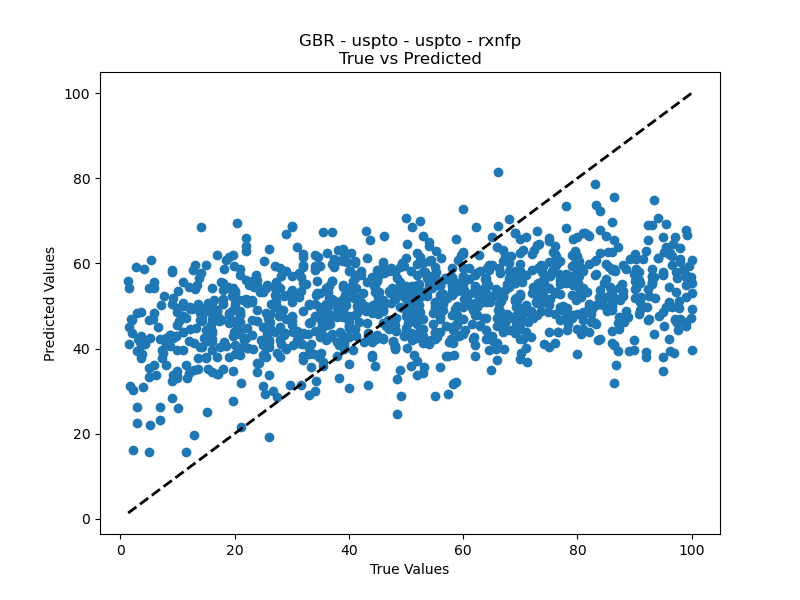 GBR - uspto - uspto - rxnfp
True vs Predicted
100
80
60
40
20
0
Predicted Values
0 20 40 60 80 100
True Values